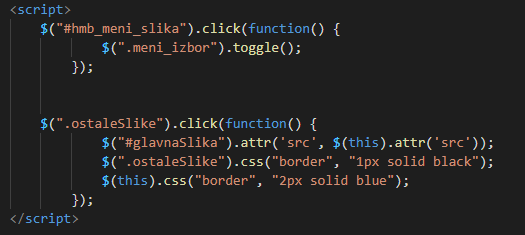 <script>
$("#hmb_meni_slika").click(function() {
$(".meni_izbor").toggle();
});
$(".ostaleSlike").click(function() {
$("#glavnaSlika").attr('src', $(this).attr('src'));
$(".ostaleSlike").css("border", "1px solid black");
$(this).css("border", "2px solid blue");
});
</script>